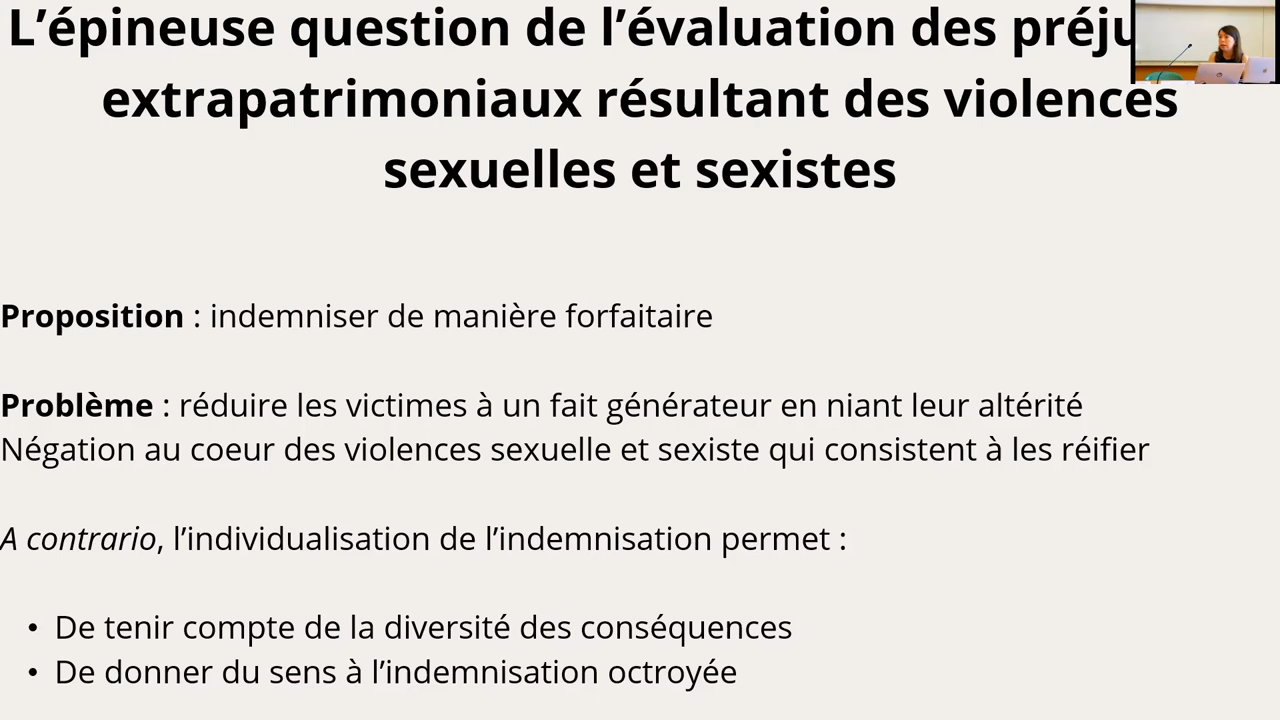 L’épineuse question de l’évaluation des
extrapatrimoniaux résultant des violences
sexuelles et sexistes
Proposition : indemniser de manière forfaitaire
Problème : réduire les victimes à un fait générateur en niant leur altérité
Négation au coeur des violences sexuelle et sexiste qui consistent à les réifier
A contrario, l’individualisation de l’indemnisation permet :
• De tenir compte de la diversité des conséquences
• De donner du sens à l’indemnisation octroyée